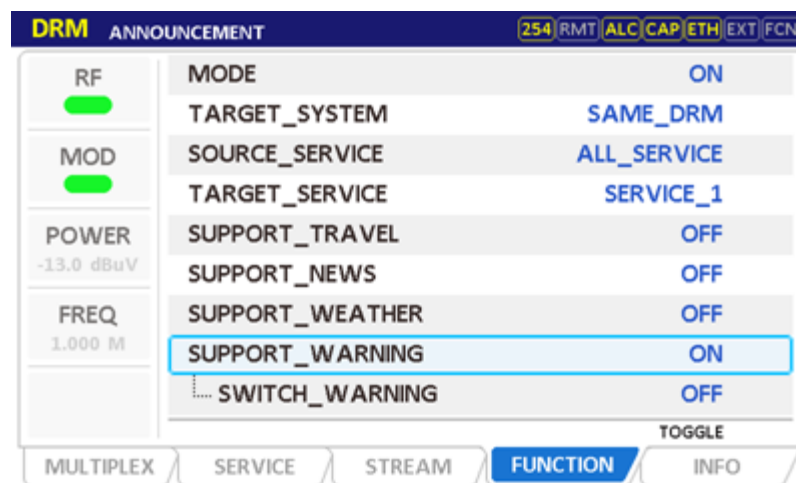 DRM ANNOUNCEMENT 254 RMT ALC CAP ETH EXT FCN
RF
MOD
POWER
-13.0 dBuV
FREQ
1.000 M
MODE ON
TARGET_SYSTEM SAME_DRM
SOURCE_SERVICE ALL_SERVICE
TARGET_SERVICE SERVICE_1
SUPPORT_TRAVEL OFF
SUPPORT_NEWS OFF
SUPPORT_WEATHER OFF
SUPPORT_WARNING ON
SWITCH_WARNING OFF
TOGGLE
MULTIPLEX SERVICE STREAM FUNCTION INFO